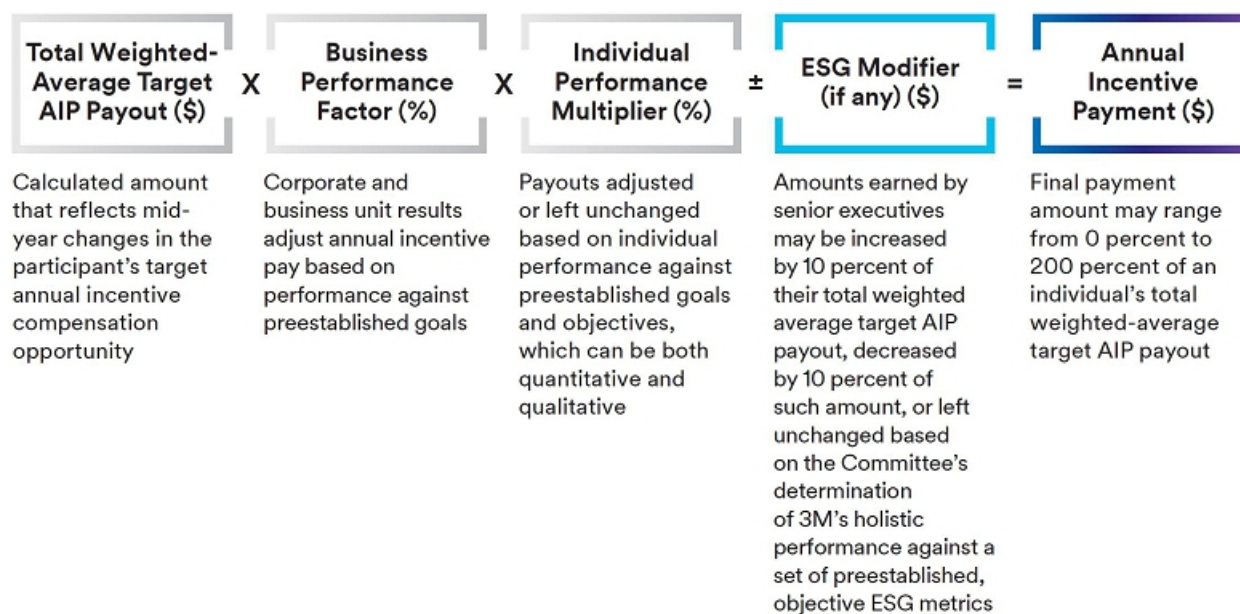 Total Weighted-
Average Target
AIP Payout ($)
X
Business
Performance
Factor (%)
X
Individual
Performance
Multiplier (%)
±
ESG Modifier
(if any) ($)
=
Annual
Incentive
Payment ($)
Calculated amount
that reflects mid-
year changes in the
participant's target
annual incentive
compensation
opportunity
Corporate and
business unit results
adjust annual incentive
pay based on
performance against
preestablished goals
Payouts adjusted
or left unchanged
based on individual
performance against
preestablished goals
and objectives,
which can be both
quantitative and
qualitative
Amounts earned by
senior executives
may be increased
by 10 percent of
their total weighted
average target AIP
payout, decreased
by 10 percent of
such amount, or left
unchanged based
on the Committee's
determination
of 3M's holistic
performance against a
set of preestablished,
objective ESG metrics
Final payment
amount may range
from 0 percent to
200 percent of an
individual's total
weighted-average
target AIP payout